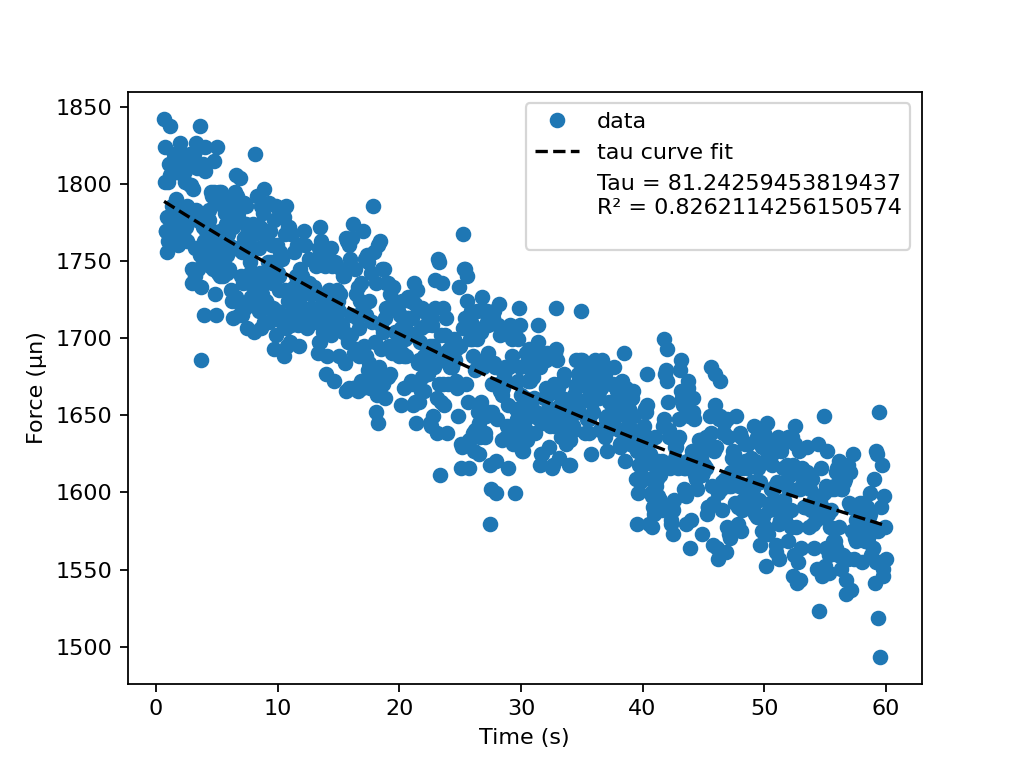 1850
1800
1750
1700
1650
1600
1550
1500
Force (μn)
data
tau curve fit
Tau = 81.24259453819437
R² = 0.8262114256150574
0 10 20 30 40 50 60
Time (s)